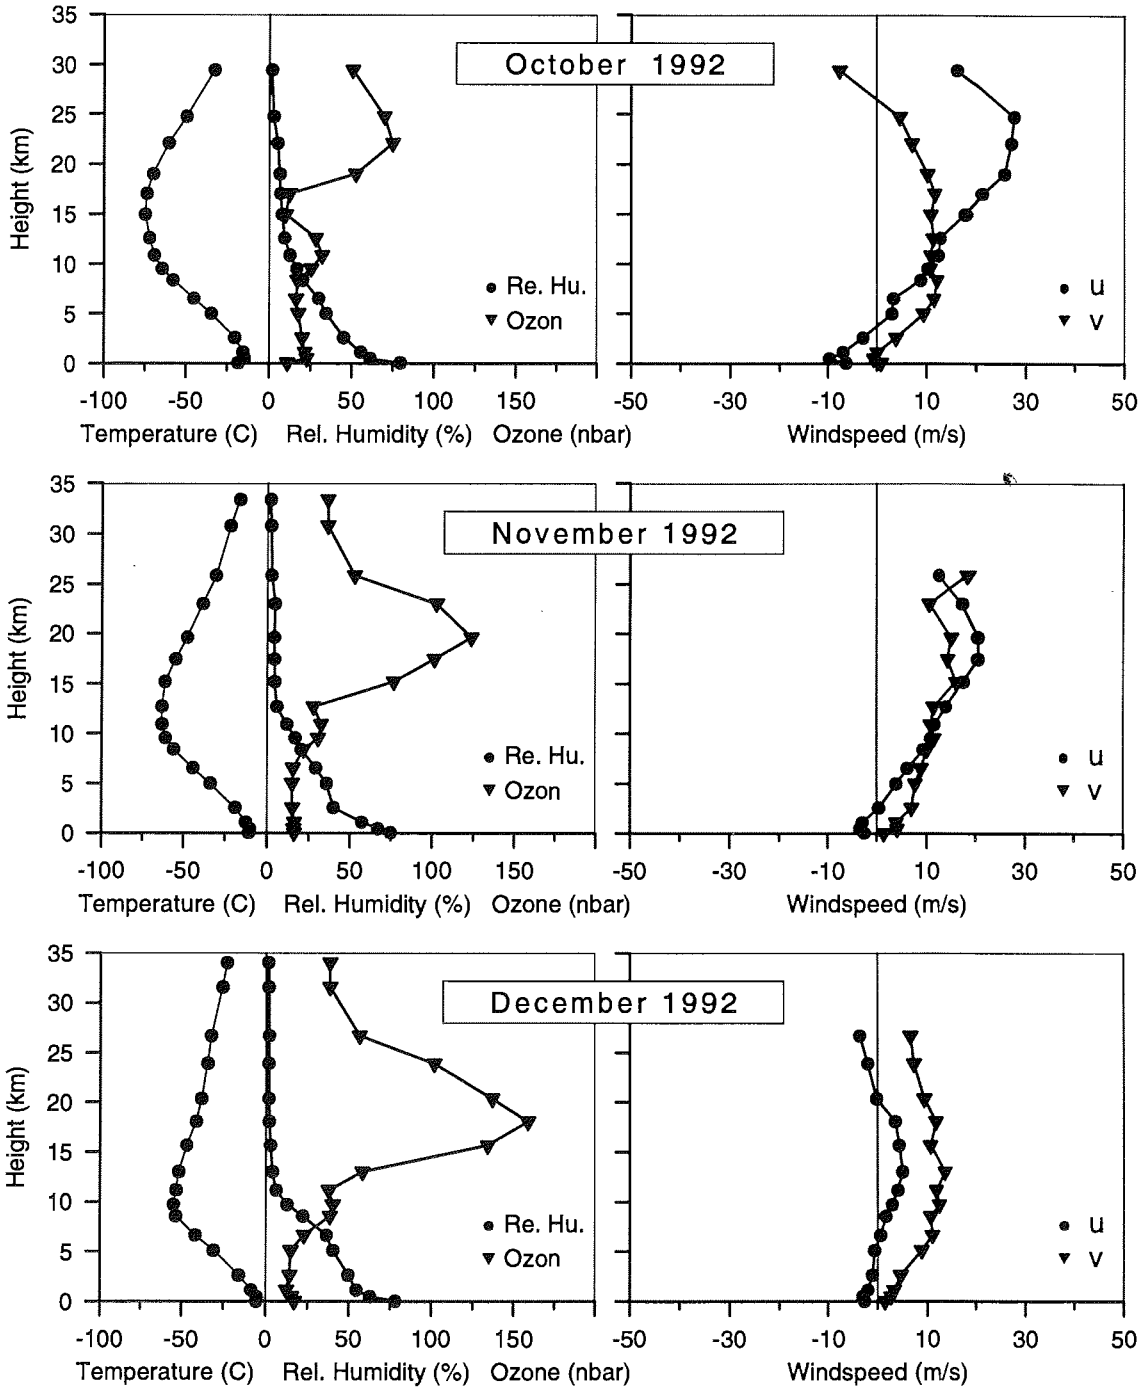 October 1992
35
30
25
20
15
10
5
0
Height (km)
Re. Hu.
Ozon
-100 -50 0 50 100 150
Temperature (C) Rel. Humidity (%) Ozone (nbar)
u
v
-50 -30 -10 10 30 50
Windspeed (m/s)
November 1992
35
30
25
20
15
10
5
0
Height (km)
Re. Hu.
Ozon
-100 -50 0 50 100 150
Temperature (C) Rel. Humidity (%) Ozone (nbar)
u
v
-50 -30 -10 10 30 50
Windspeed (m/s)
December 1992
35
30
25
20
15
10
5
0
Height (km)
Re. Hu.
Ozon
-100 -50 0 50 100 150
Temperature (C) Rel. Humidity (%) Ozone (nbar)
u
v
-50 -30 -10 10 30 50
Windspeed (m/s)